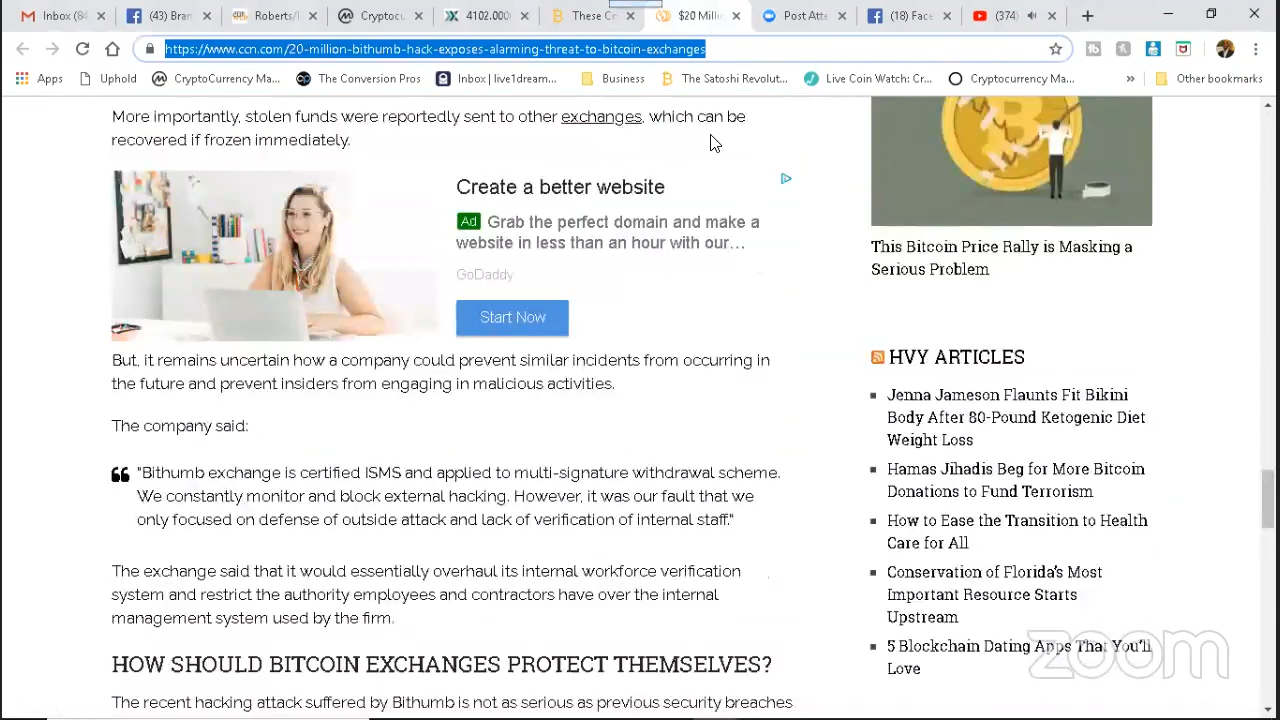 Inbox (84
(43) Bran
Roberts/
Cryptocu
4102.000
These Cr
$20 Milli
Post Atte
(18) Face
(374)
https://www.ccn.com/20-million-bithumb-hack-exposes-alarming-threat-to-bitcoin-exchanges
Apps
Uphold
CryptoCurrency Ma...
The Conversion Pros
Inbox | live1dream...
Business
The Satoshi Revolut...
Live Coin Watch: Cr...
Cryptocurrency Ma...
»
Other bookmarks
More importantly, stolen funds were reportedly sent to other exchanges, which can be
recovered if frozen immediately.
Create a better website
Ad Grab the perfect domain and make a
website in less than an hour with our...
GoDaddy
Start Now
But, it remains uncertain how a company could prevent similar incidents from occurring in
the future and prevent insiders from engaging in malicious activities.
The company said:
"Bithumb exchange is certified ISMS and applied to multi-signature withdrawal scheme.
We constantly monitor and block external hacking. However, it was our fault that we
only focused on defense of outside attack and lack of verification of internal staff."
The exchange said that it would essentially overhaul its internal workforce verification
system and restrict the authority employees and contractors have over the internal
management system used by the firm.
HOW SHOULD BITCOIN EXCHANGES PROTECT THEMSELVES?
The recent hacking attack suffered by Bithumb is not as serious as previous security breaches
This Bitcoin Price Rally is Masking a
Serious Problem
HVY ARTICLES
Jenna Jameson Flaunts Fit Bikini
Body After 80-Pound Ketogenic Diet
Weight Loss
Hamas Jihadis Beg for More Bitcoin
Donations to Fund Terrorism
How to Ease the Transition to Health
Care for All
Conservation of Florida's Most
Important Resource Starts
Upstream
5 Blockchain Dating Apps That You'll
Love
zoom